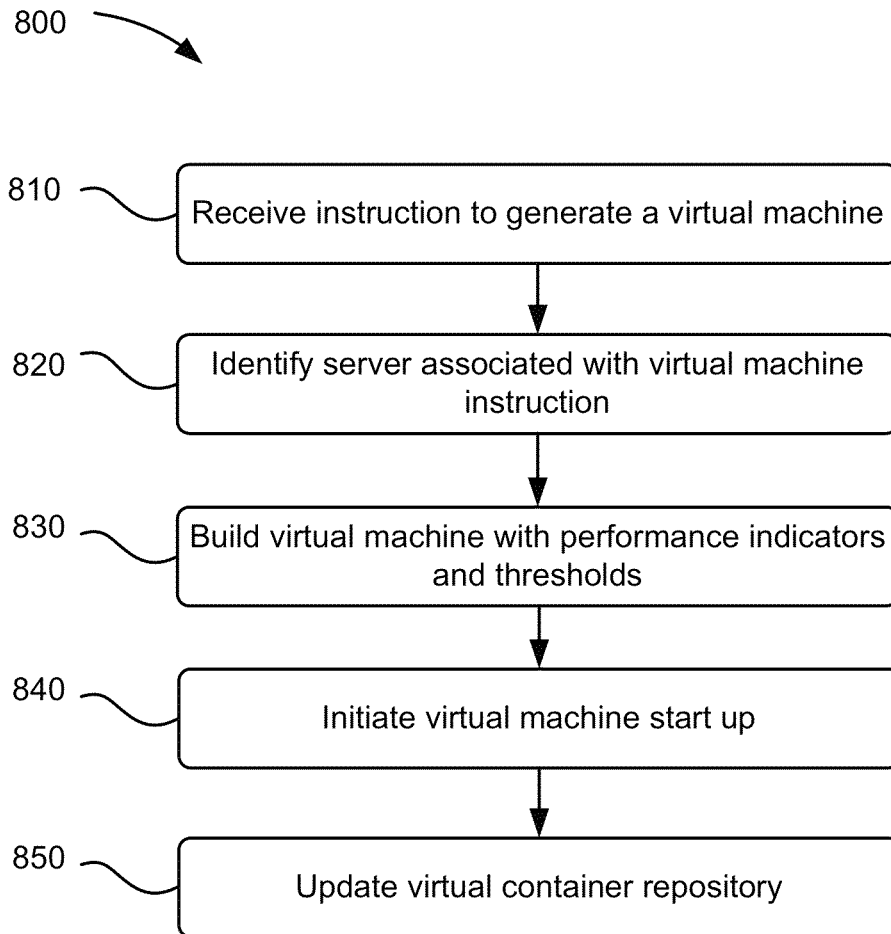 800
810
Receive instruction to generate a virtual machine
820
Identify server associated with virtual machine
instruction
830
Build virtual machine with performance indicators
and thresholds
840
Initiate virtual machine start up
850
Update virtual container repository